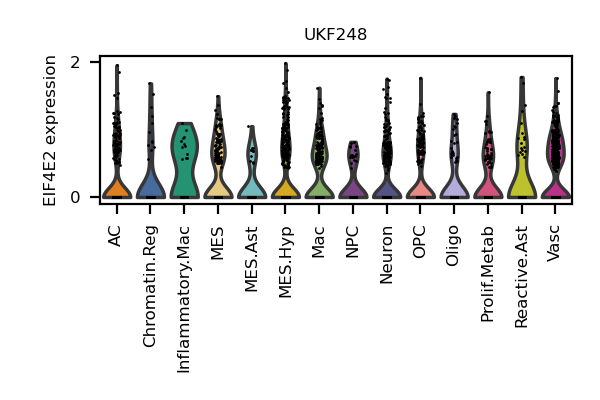 UKF248
EIF4E2 expression
2
0
AC
Chromatin.Reg
Inflammatory.Mac
MES
MES.Ast
MES.Hyp
Mac
NPC
Neuron
OPC
Oligo
Prolif.Metab
Reactive.Ast
Vasc